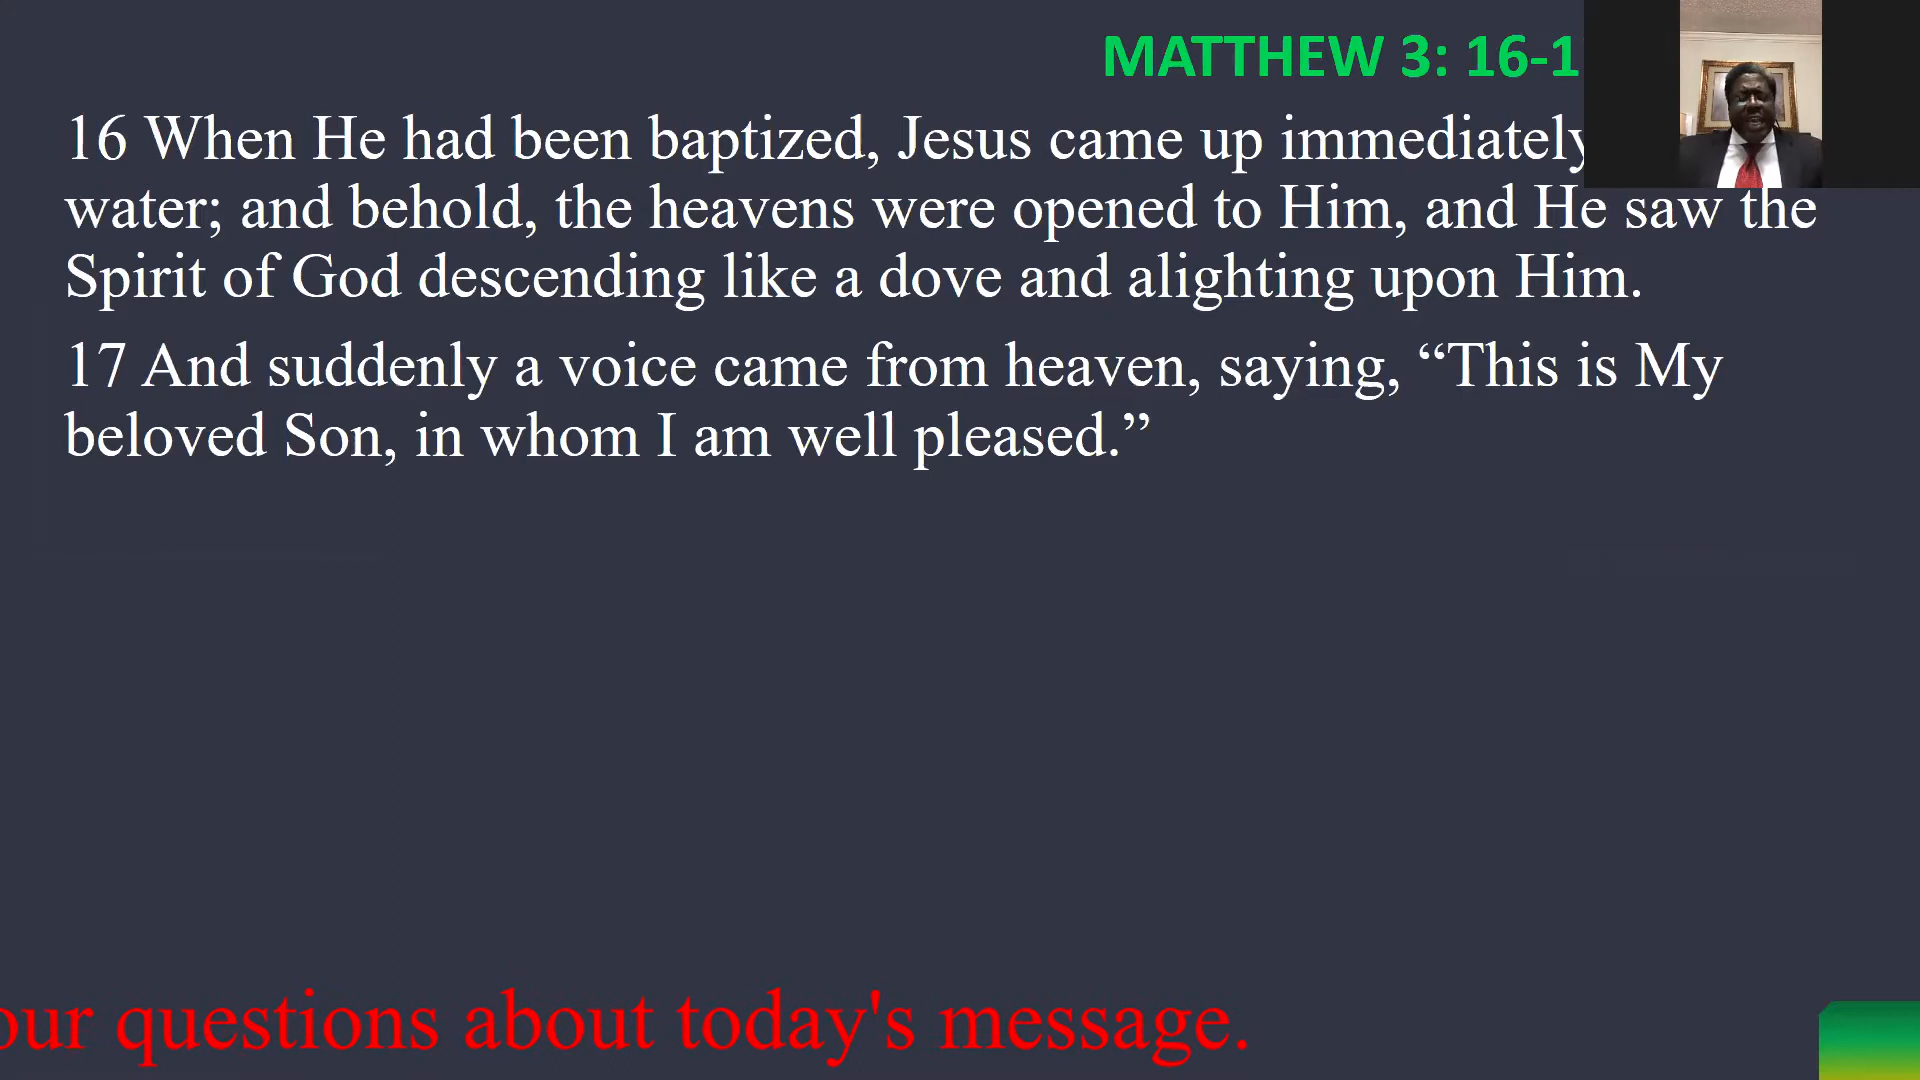 MATTHEW 3: 16-1
16 When He had been baptized, Jesus came up immediately
water; and behold, the heavens were opened to Him, and He saw the
Spirit of God descending like a dove and alighting upon Him.
17 And suddenly a voice came from heaven, saying, “This is My
beloved Son, in whom I am well pleased.”
our questions about today's message.